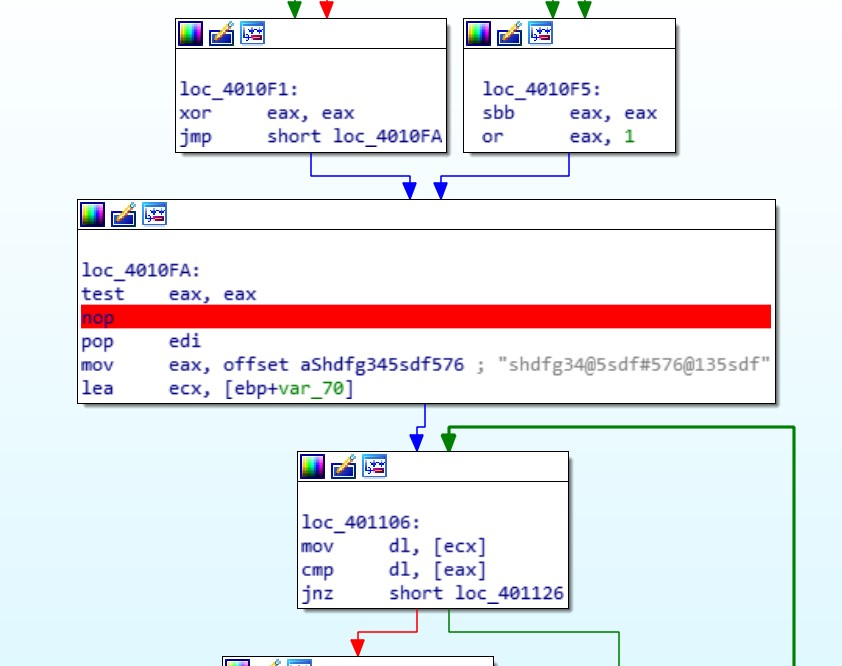 loc_4010F1:
xor eax, eax
jmp short loc_4010FA
loc_4010F5:
sbb eax, eax
or eax, 1
loc_4010FA:
test eax, eax
nop
pop edi
mov eax, offset aShdfg345sdf576 ; "shdfg34@5sdf#576@135sdf"
lea ecx, [ebp+var_70]
loc_401106:
mov dl, [ecx]
cmp dl, [eax]
jnz short loc_401126